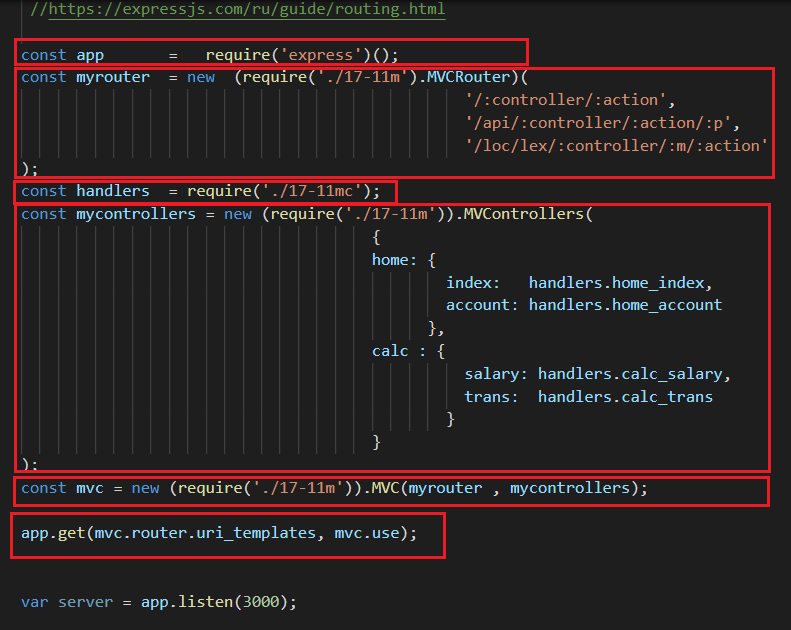 //https://expressjs.com/ru/guide/routing.html
const app      =   require('express')();
const myrouter  = new  (require('./17-11m').MVCRouter)(
'/:controller/:action',
'/api/:controller/:action/:p',
'/loc/lex/:controller/:m/:action'
);
const handlers  = require('./17-11mc');
const mycontrollers = new (require('./17-11m')).MVControllers(
{
home: {
index:   handlers.home_index,
account: handlers.home_account
},
calc : {
salary: handlers.calc_salary,
trans:  handlers.calc_trans
}
}
);
const mvc = new (require('./17-11m')).MVC(myrouter , mycontrollers);
app.get(mvc.router.uri_templates, mvc.use);
var server = app.listen(3000);